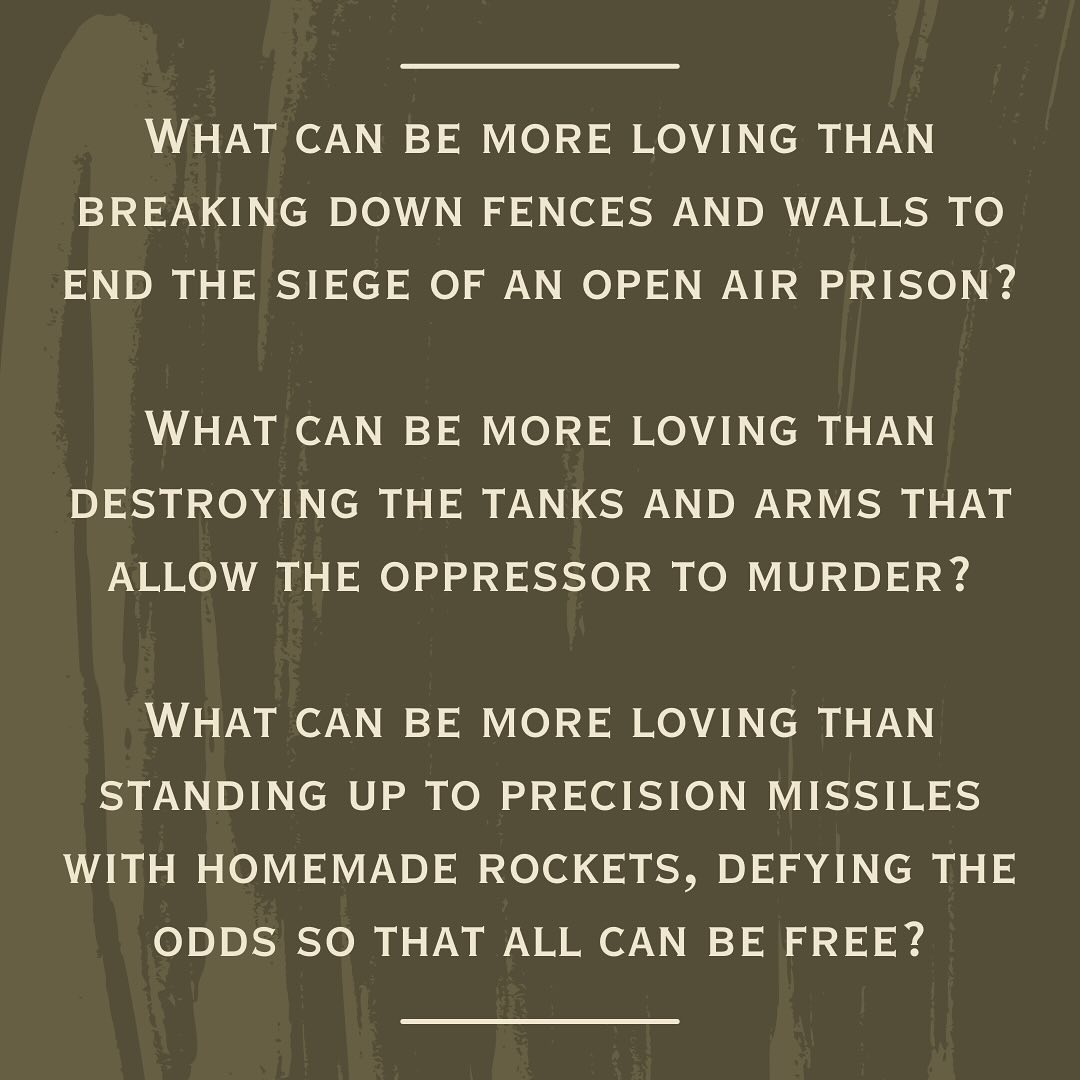 What can be more loving than
breaking down fences and walls to
end the siege of an open air prison?
What can be more loving than
destroying the tanks and arms that
allow the oppressor to murder?
What can be more loving than
standing up to precision missiles
with homemade rockets, defying the
odds so that all can be free?